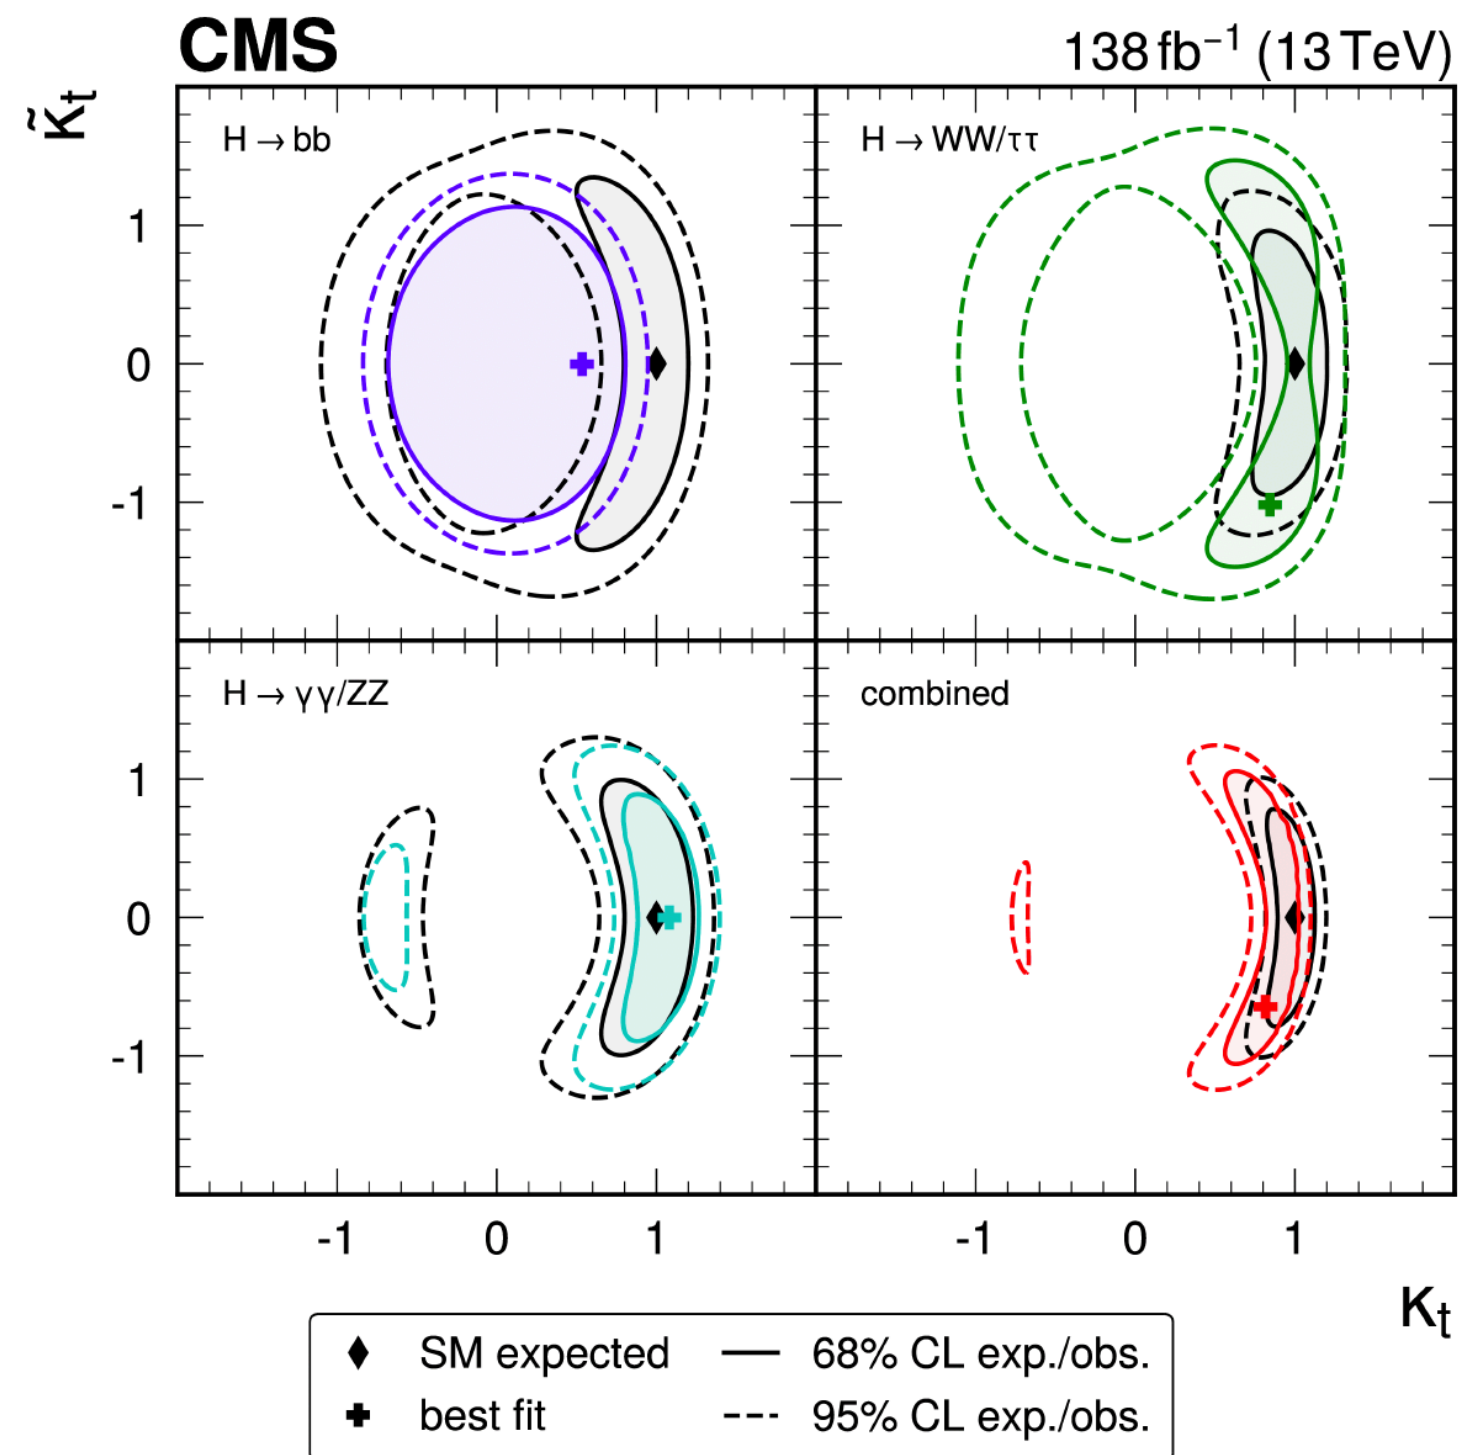 CMS 138 fb⁻¹ (13 TeV)
κ̃t
H → bb
H → WW/ττ
1
0
-1
H → γγ/ZZ
combined
1
0
-1
-1 0 1 -1 0 1
κt
SM expected 68% CL exp./obs.
best fit 95% CL exp./obs.